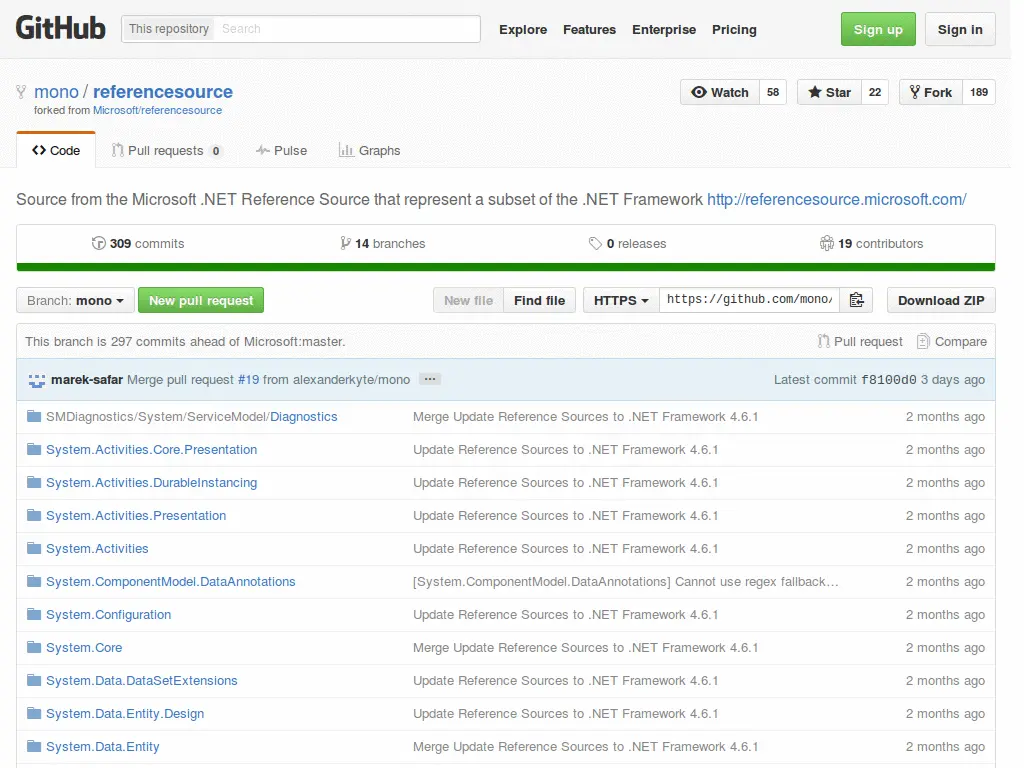 GitHub This repository Search Explore Features Enterprise Pricing Sign up Sign in
mono / referencesource Watch 58 Star 22 Fork 189
forked from Microsoft/referencesource
Code Pull requests 0 Pulse Graphs
Source from the Microsoft .NET Reference Source that represent a subset of the .NET Framework http://referencesource.microsoft.com/
309 commits 14 branches 0 releases 19 contributors
Branch: mono New pull request New file Find file HTTPS https://github.com/mono/ Download ZIP
This branch is 297 commits ahead of Microsoft:master. Pull request Compare
marek-safar Merge pull request #19 from alexanderkyte/mono ... Latest commit f8100d0 3 days ago
SMDiagnostics/System/ServiceModel/Diagnostics Merge Update Reference Sources to .NET Framework 4.6.1 2 months ago
System.Activities.Core.Presentation Update Reference Sources to .NET Framework 4.6.1 2 months ago
System.Activities.DurableInstancing Update Reference Sources to .NET Framework 4.6.1 2 months ago
System.Activities.Presentation Update Reference Sources to .NET Framework 4.6.1 2 months ago
System.Activities Update Reference Sources to .NET Framework 4.6.1 2 months ago
System.ComponentModel.DataAnnotations [System.ComponentModel.DataAnnotations] Cannot use regex fallback… 2 months ago
System.Configuration Update Reference Sources to .NET Framework 4.6.1 2 months ago
System.Core Merge Update Reference Sources to .NET Framework 4.6.1 2 months ago
System.Data.DataSetExtensions Update Reference Sources to .NET Framework 4.6.1 2 months ago
System.Data.Entity.Design Update Reference Sources to .NET Framework 4.6.1 2 months ago
System.Data.Entity Merge Update Reference Sources to .NET Framework 4.6.1 2 months ago